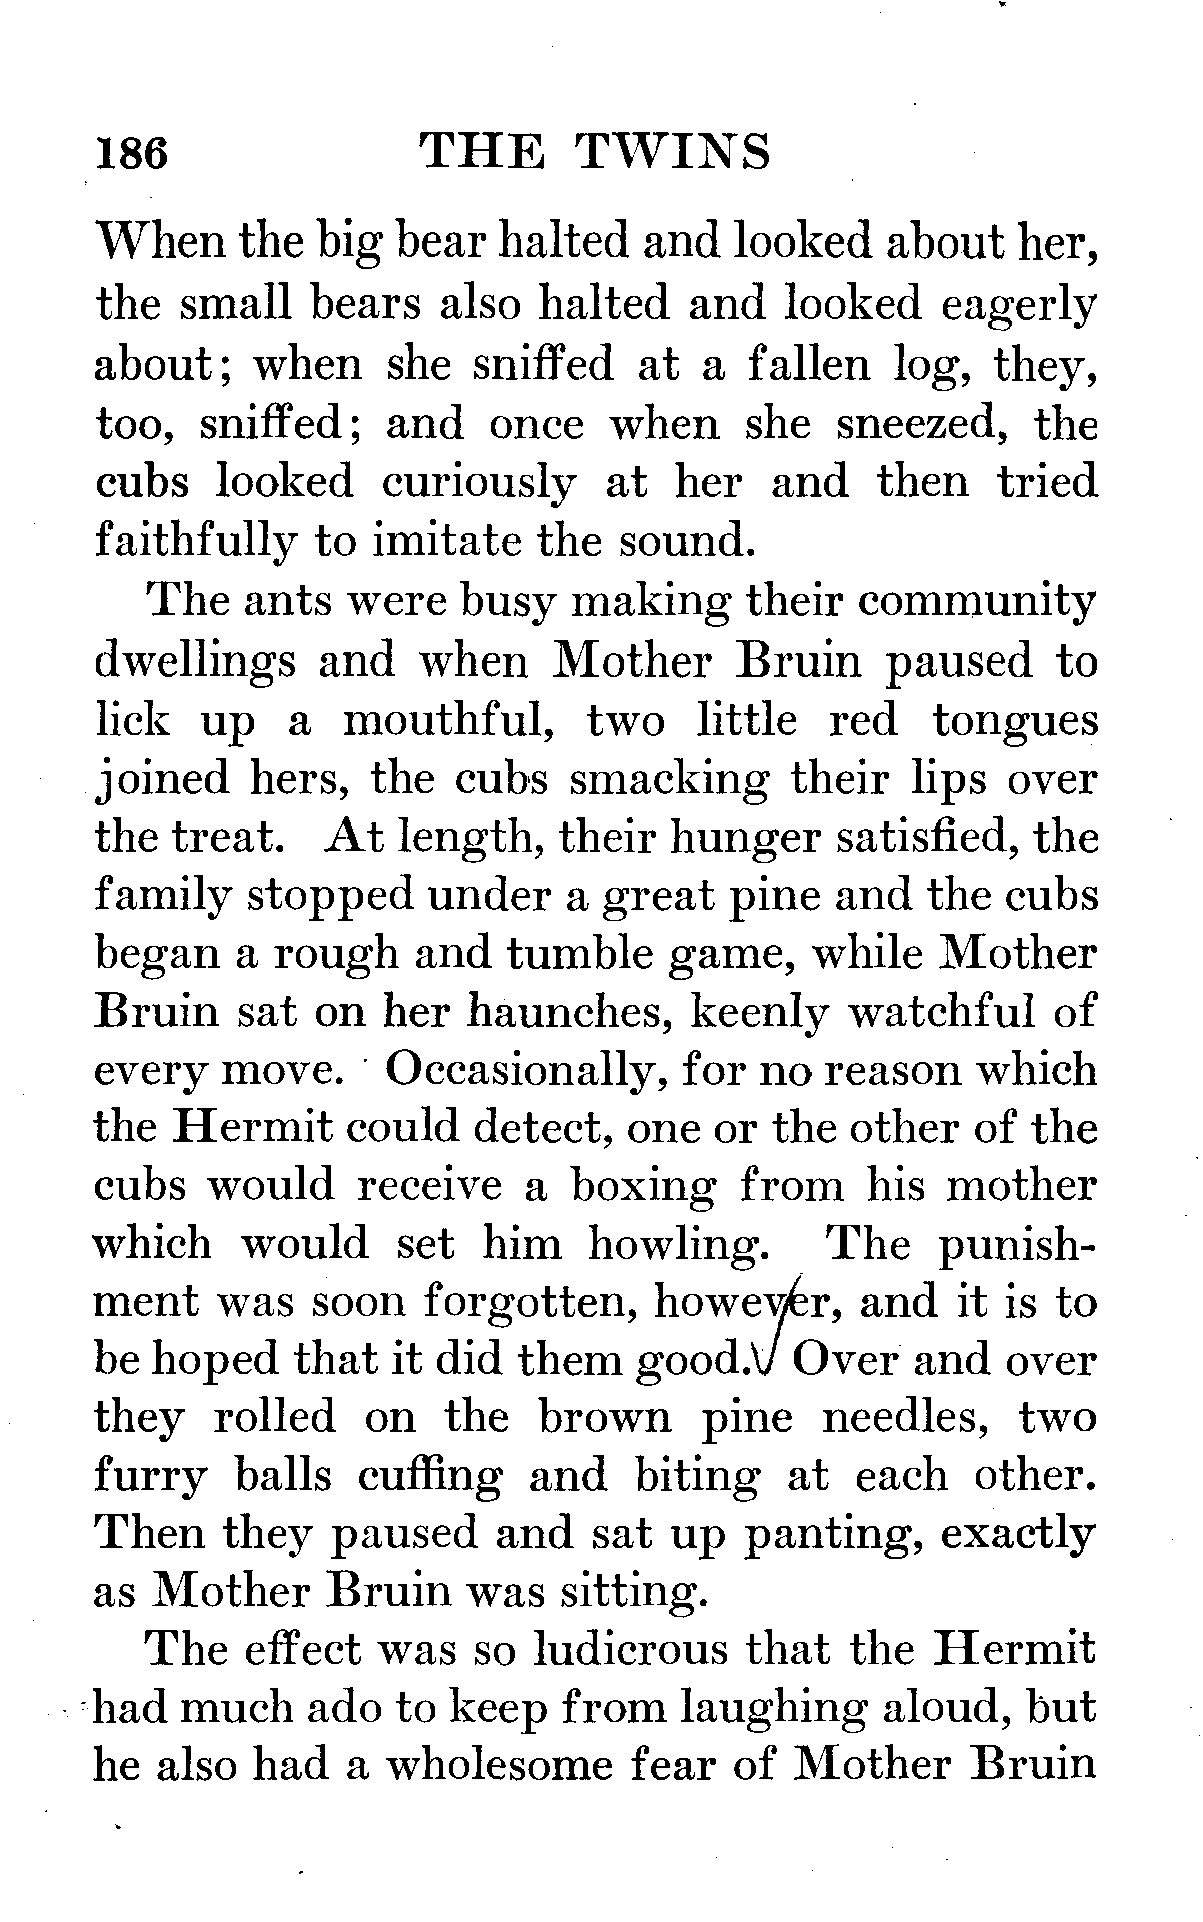 186 THE TWINS
When the big bear halted and looked about her,
the small bears also halted and looked eagerly
about; when she sniffed at a fallen log, they,
too, sniffed; and once when she sneezed, the
cubs looked curiously at her and then tried
faithfully to imitate the sound.
The ants were busy making their community
dwellings and when Mother Bruin paused to
lick up a mouthful, two little red tongues
joined hers, the cubs smacking their lips over
the treat. At length, their hunger satisfied, the
family stopped under a great pine and the cubs
began a rough and tumble game, while Mother
Bruin sat on her haunches, keenly watchful of
every move. Occasionally, for no reason which
the Hermit could detect, one or the other of the
cubs would receive a boxing from his mother
which would set him howling. The punish-
ment was soon forgotten, however, and it is to
be hoped that it did them good. Over and over
they rolled on the brown pine needles, two
furry balls cuffing and biting at each other.
Then they paused and sat up panting, exactly
as Mother Bruin was sitting.
The effect was so ludicrous that the Hermit
had much ado to keep from laughing aloud, but
he also had a wholesome fear of Mother Bruin